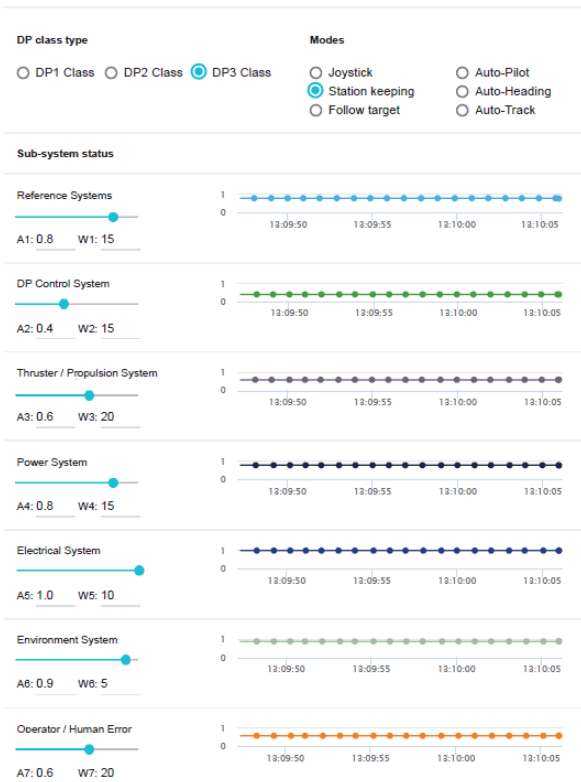 DP class type
Modes
DP1 Class DP2 Class DP3 Class
Joystick Auto-Pilot
Station keeping Auto-Heading
Follow target Auto-Track
Sub-system status
Reference Systems
1
0
13:09:50 13:09:55 13:10:00 13:10:05
A1: 0.8 W1: 15
DP Control System
1
0
13:09:50 13:09:55 13:10:00 13:10:05
A2: 0.4 W2: 15
Thruster / Propulsion System
1
0
13:09:50 13:09:55 13:10:00 13:10:05
A3: 0.6 W3: 20
Power System
1
0
13:09:50 13:09:55 13:10:00 13:10:05
A4: 0.8 W4: 15
Electrical System
1
0
13:09:50 13:09:55 13:10:00 13:10:05
A5: 1.0 W5: 10
Environment System
1
0
13:09:50 13:09:55 13:10:00 13:10:05
A6: 0.9 W6: 5
Operator / Human Error
1
0
13:09:50 13:09:55 13:10:00 13:10:05
A7: 0.6 W7: 20